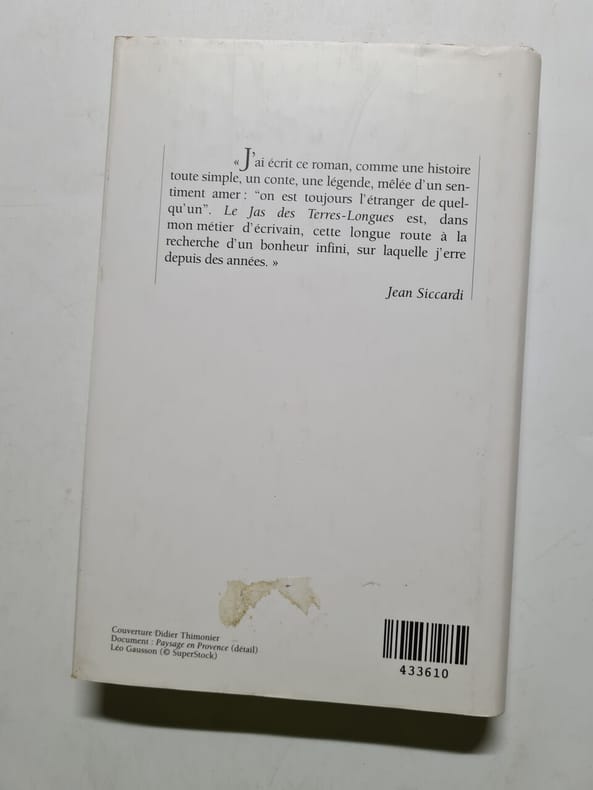 « J'ai écrit ce roman, comme une histoire
toute simple, un conte, une légende, mêlée d'un sen-
timent amer : "on est toujours l'étranger de quel-
qu'un". Le Jas des Terres-Longues est, dans
mon métier d'écrivain, cette longue route à la
recherche d'un bonheur infini, sur laquelle j'erre
depuis des années. »
Jean Siccardi
Couverture Didier Thimonier
Document : Paysage en Provence (détail)
Léo Gausson (© SuperStock)
433610